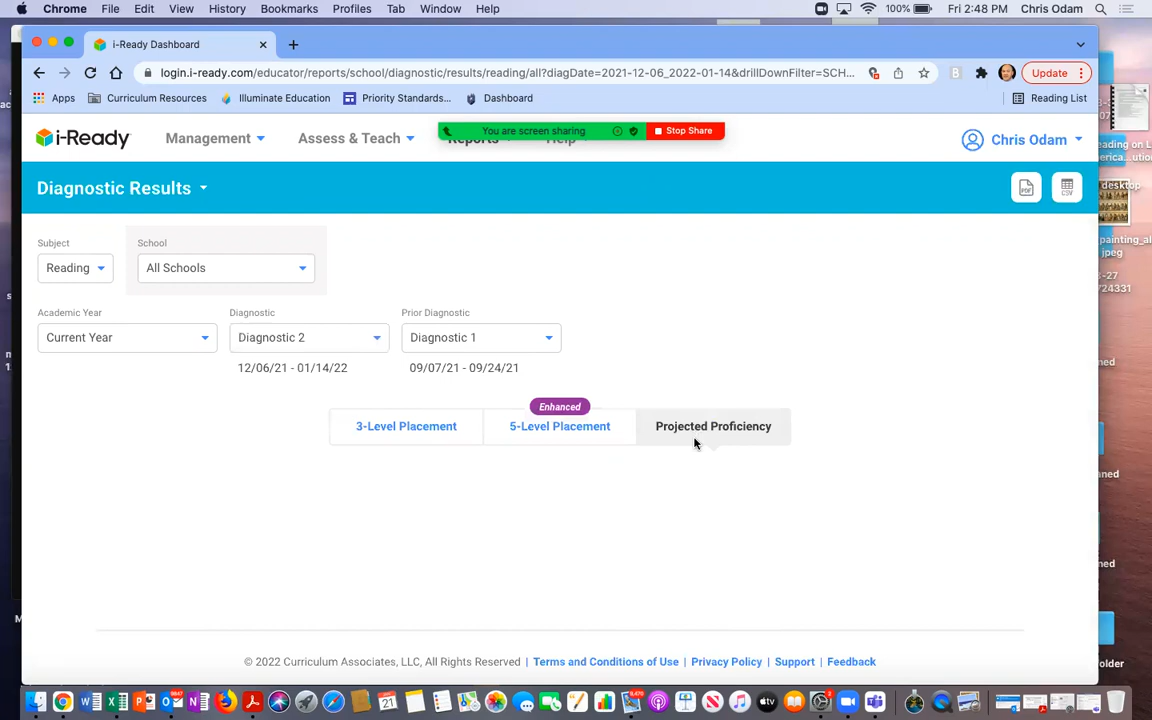 Chrome File Edit View History Bookmarks Profiles Tab Window Help 100% Fri 2:48 PM Chris Odam
i-Ready Dashboard
login.i-ready.com/educator/reports/school/diagnostic/results/reading/all?diagDate=2021-12-06_2022-01-14&drillDownFilter=SCH... Update
Apps Curriculum Resources Illuminate Education Priority Standards... Dashboard Reading List
You are screen sharing Stop Share
i-Ready Management Assess & Teach Reports Help Chris Odam
Diagnostic Results PDF CSV
Subject School
Reading All Schools
Academic Year Diagnostic Prior Diagnostic
Current Year Diagnostic 2 Diagnostic 1
12/06/21 - 01/14/22 09/07/21 - 09/24/21
Enhanced
3-Level Placement 5-Level Placement Projected Proficiency
© 2022 Curriculum Associates, LLC, All Rights Reserved | Terms and Conditions of Use | Privacy Policy | Support | Feedback